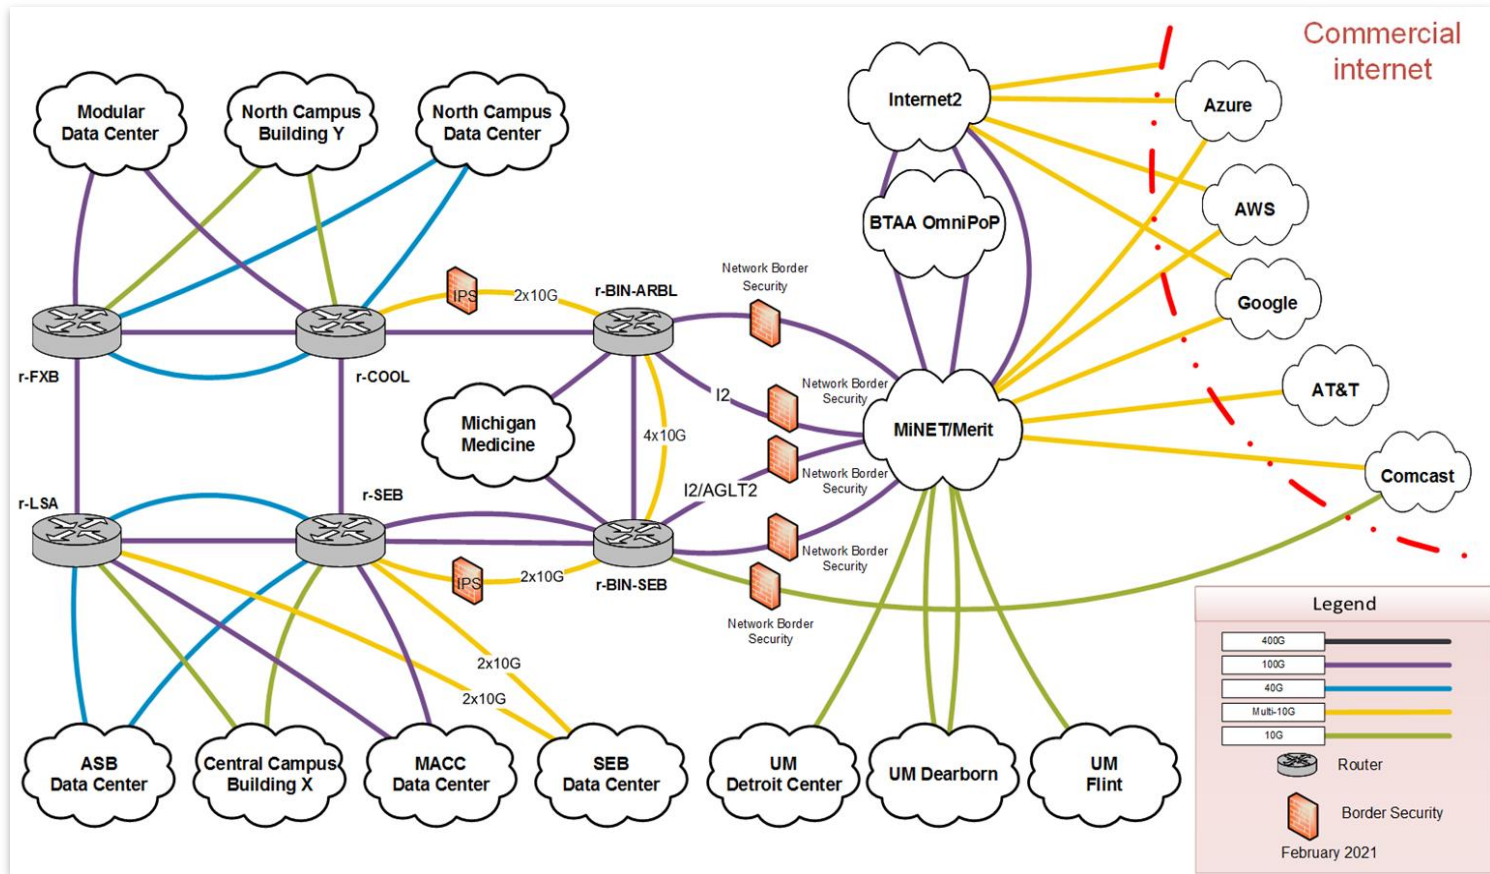 Commercial
internet
Modular
Data Center
North Campus
Building Y
North Campus
Data Center
Internet2
Azure
BTAA OmniPoP
AWS
Google
AT&T
Comcast
IPS
2x10G
r-BIN-ARBL
Network Border
Security
r-FXB
r-COOL
I2
Network Border
Security
Michigan
Medicine
4x10G
MiNET/Merit
r-LSA
r-SEB
I2/AGLT2
Network Border
Security
IPS
2x10G
r-BIN-SEB
Network Border
Security
Network Border
Security
2x10G
2x10G
ASB
Data Center
Central Campus
Building X
MACC
Data Center
SEB
Data Center
UM
Detroit Center
UM Dearborn
UM
Flint
Legend
400G
100G
40G
Multi-10G
10G
Router
Border Security
February 2021